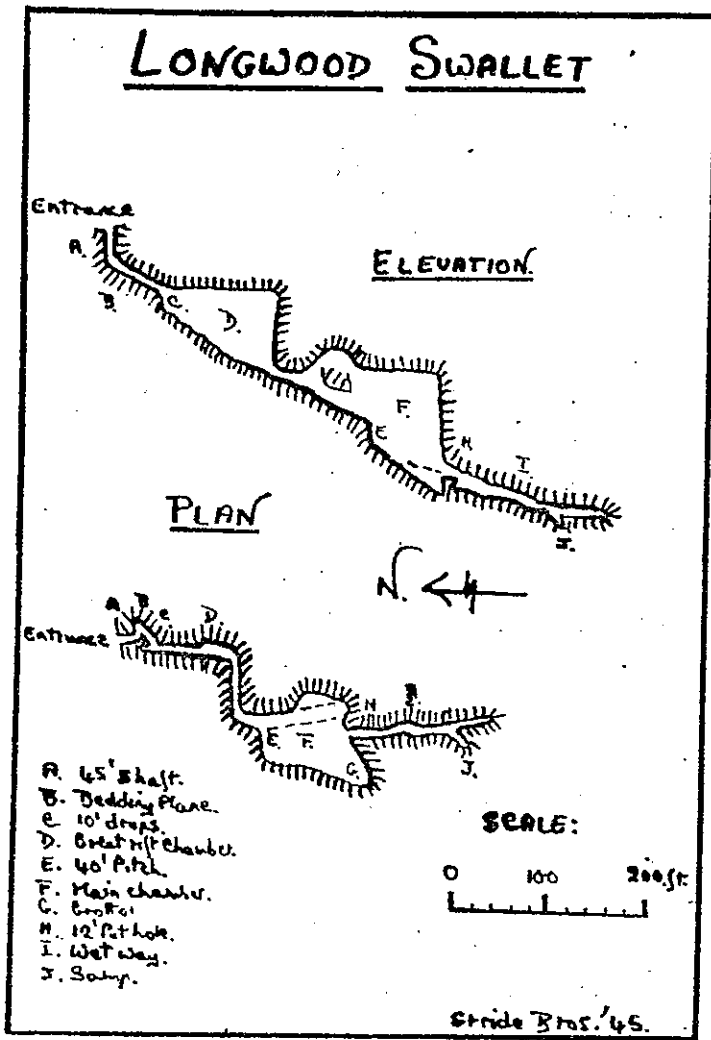 LONGWOOD SWALLET
Entrance
A.
B.
C.
D.
ELEVATION
E
F.
H
I
J.
PLAN
N.
A
B
C.
D
Entrance
E.
F.
H
G.
J.
A. 45' Shaft.
B. Bedding Plane.
C 10' drops.
D. Great rift chamber.
E. 40' Pitch.
F. Main chamber.
G. Grotto
H. 12' Pot hole.
I. Wet way.
J. Sump.
SCALE:
0 100 200.ft.
Stride Bros. '45.